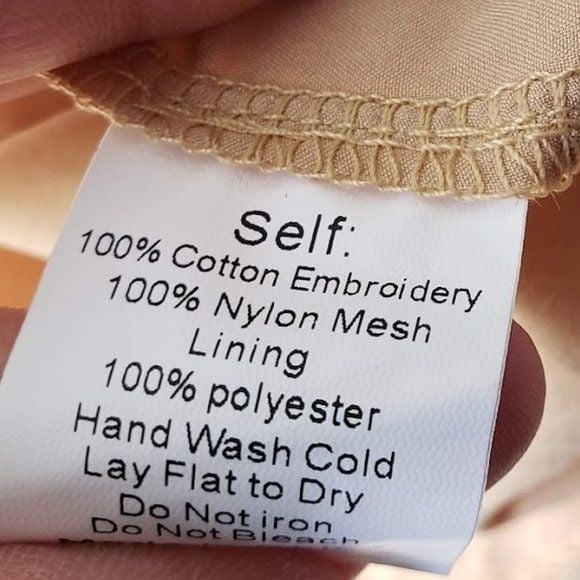 Self:
100% Cotton Embroidery
100% Nylon Mesh
Lining
100% polyester
Hand Wash Cold
Lay Flat to Dry
Do Not iron
Do Not Bleach